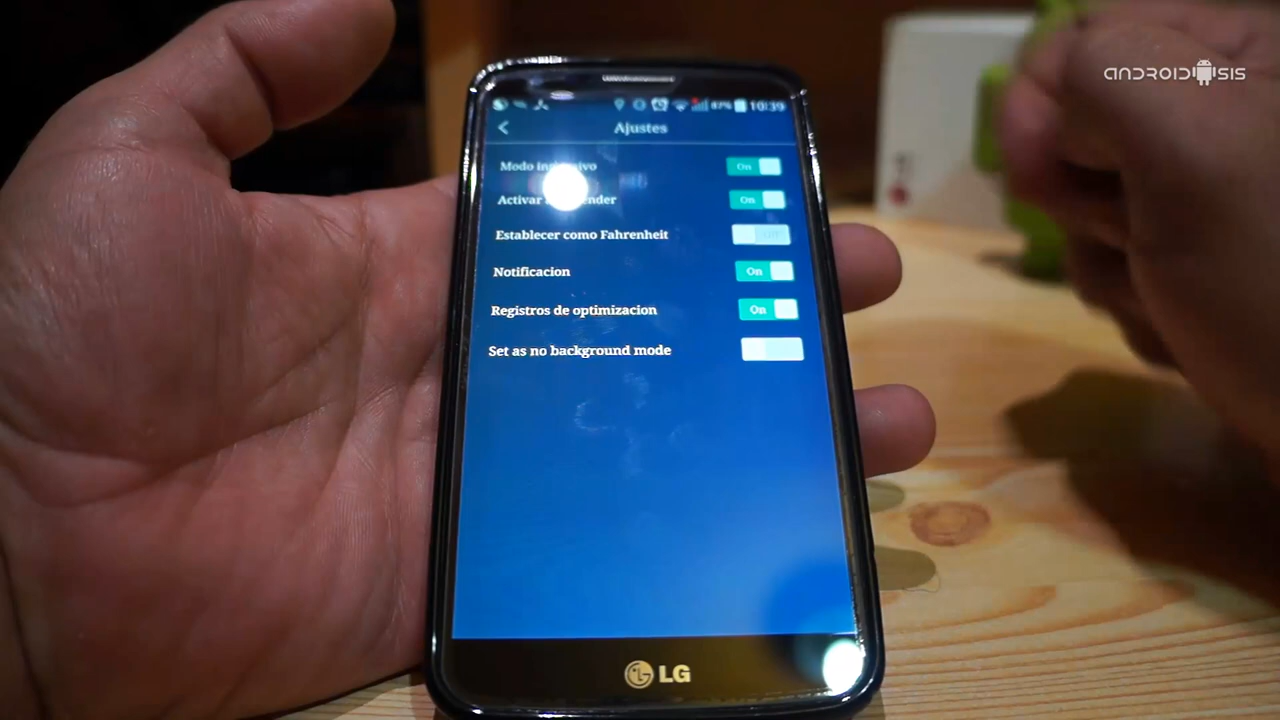 ANDROIDSIS
87% 10:39
Ajustes
Modo On
Activar On
Establecer como Fahrenheit
Notificacion On
Registros de optimizacion On
Set as no background mode
LG